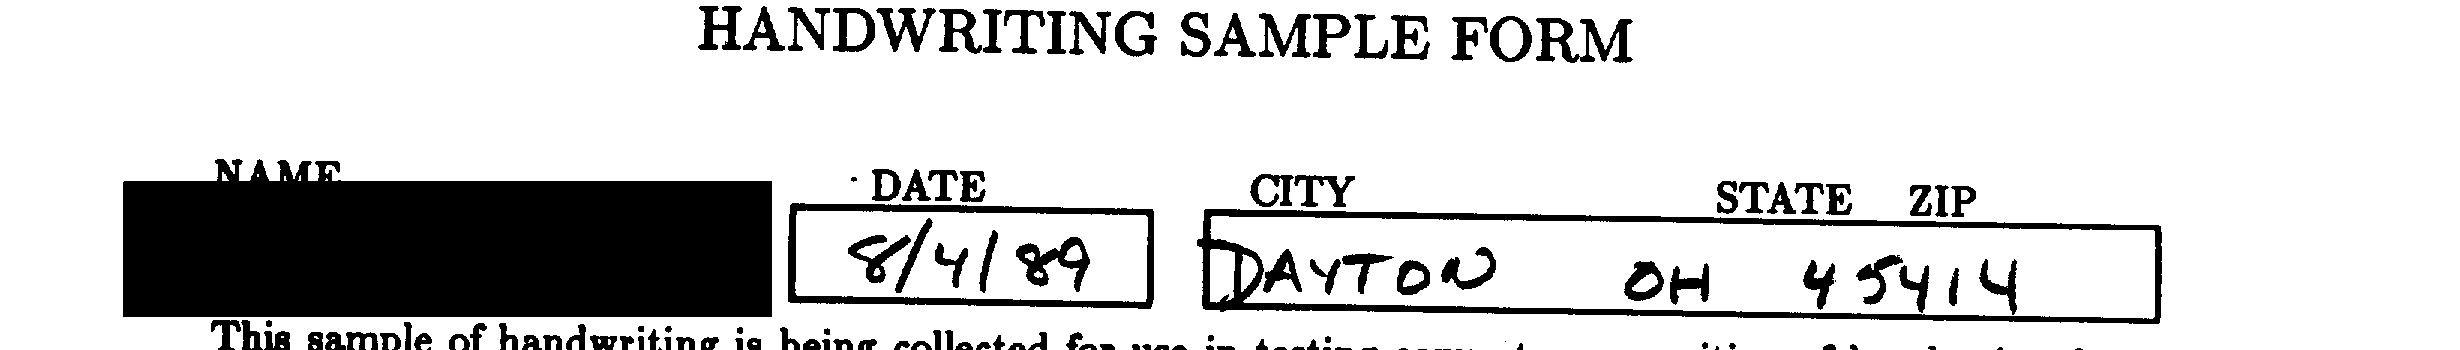 HANDWRITING SAMPLE FORM
NAME DATE CITY STATE ZIP
8/4/89 DAYTON OH 45414
This sample of handwriting is being collected for use in testing